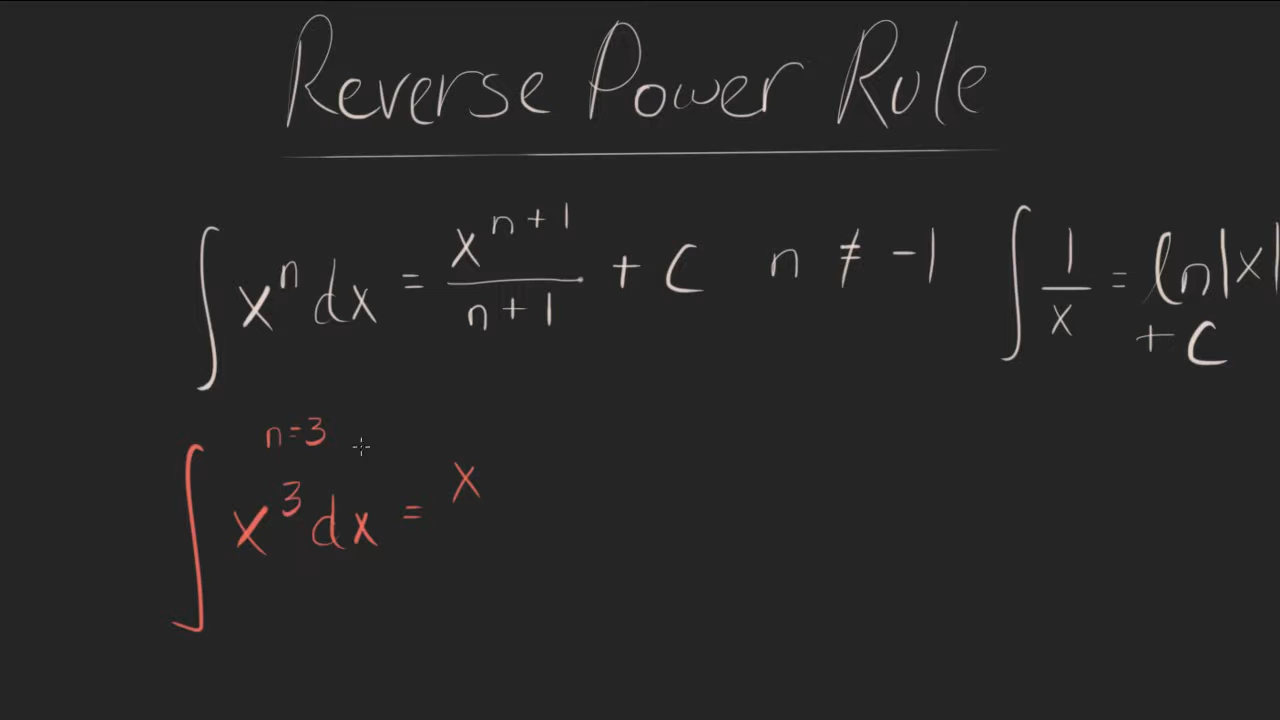 Reverse Power Rule
∫ xⁿ dx = xⁿ⁺¹/(n+1) + C  n ≠ -1  ∫ 1/x = ln|x| + C
n=3
∫ x³ dx = x